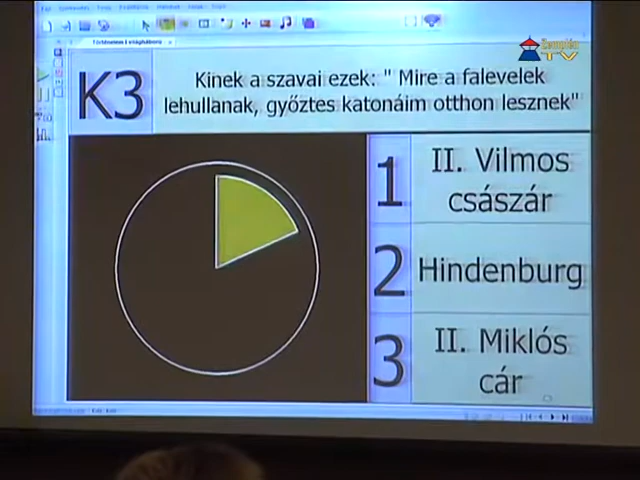 Zemplén
TV
K3
Kinek a szavai ezek: " Mire a falevelek
lehullanak, győztes katonáim otthon lesznek"
1
II. Vilmos
császár
2
Hindenburg
3
II. Miklós
cár